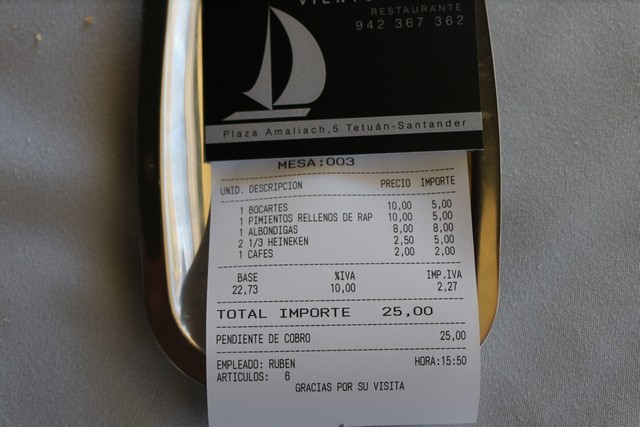 RESTAURANTE
942 367 362
Plaza Amaliach,5 Tetuán-Santander
MESA:003
UNID. DESCRIPCION PRECIO IMPORTE
1 BOCARTES 10,00 5,00
1 PIMIENTOS RELLENOS DE RAP 10,00 5,00
1 ALBONDIGAS 8,00 8,00
2 1/3 HEINEKEN 2,50 5,00
1 CAFES 2,00 2,00
BASE %IVA IMP.IVA
22,73 10,00 2,27
TOTAL IMPORTE 25,00
PENDIENTE DE COBRO 25,00
EMPLEADO: RUBEN HORA:15:50
ARTICULOS: 6
GRACIAS POR SU VISITA